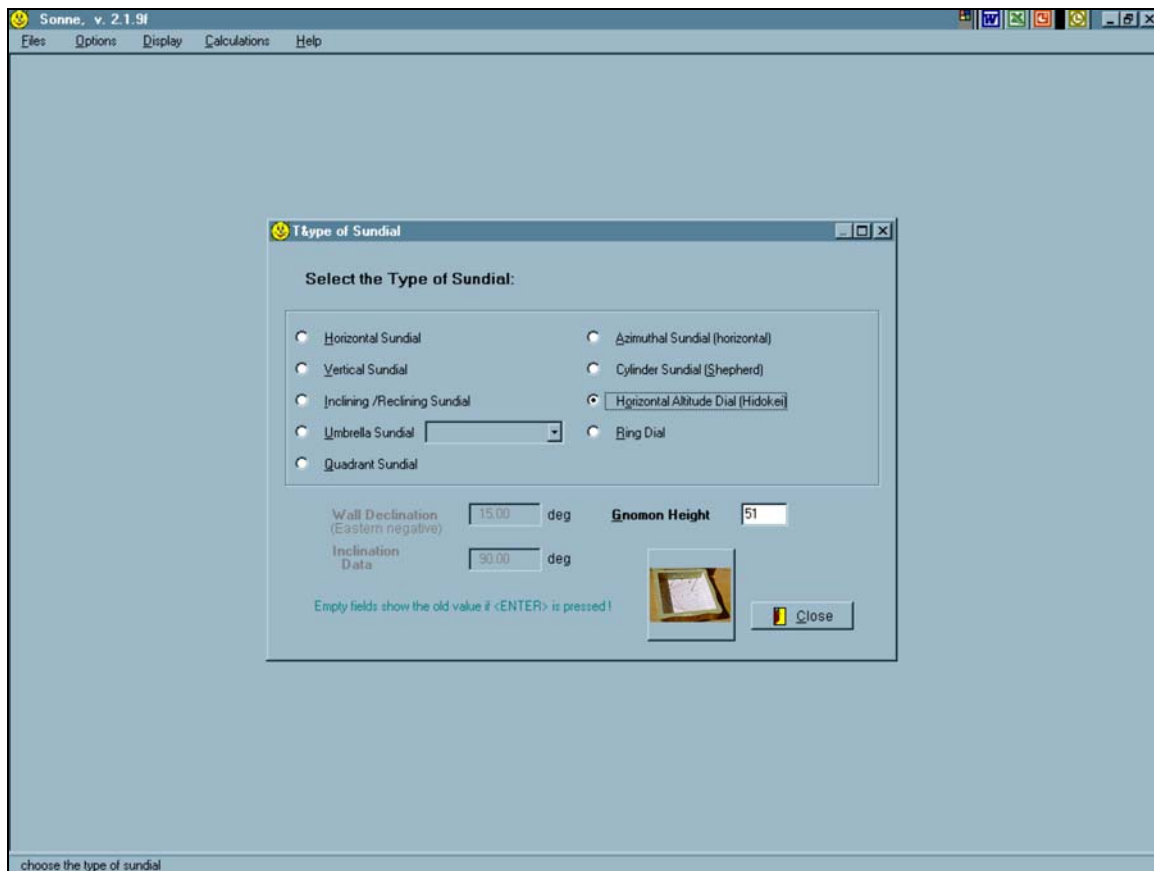 Sonne, v. 2.1.9f
Files Options Display Calculations Help
T&ype of Sundial
Select the Type of Sundial:
Horizontal Sundial
Vertical Sundial
Inclining /Reclining Sundial
Umbrella Sundial
Quadrant Sundial
Azimuthal Sundial (horizontal)
Cylinder Sundial (Shepherd)
Horizontal Altitude Dial (Hidokei)
Ring Dial
Wall Declination 15.00 deg
(Eastern negative)
Inclination
Data 90.00 deg
Gnomon Height 51
Empty fields show the old value if <ENTER> is pressed !
Close
choose the type of sundial